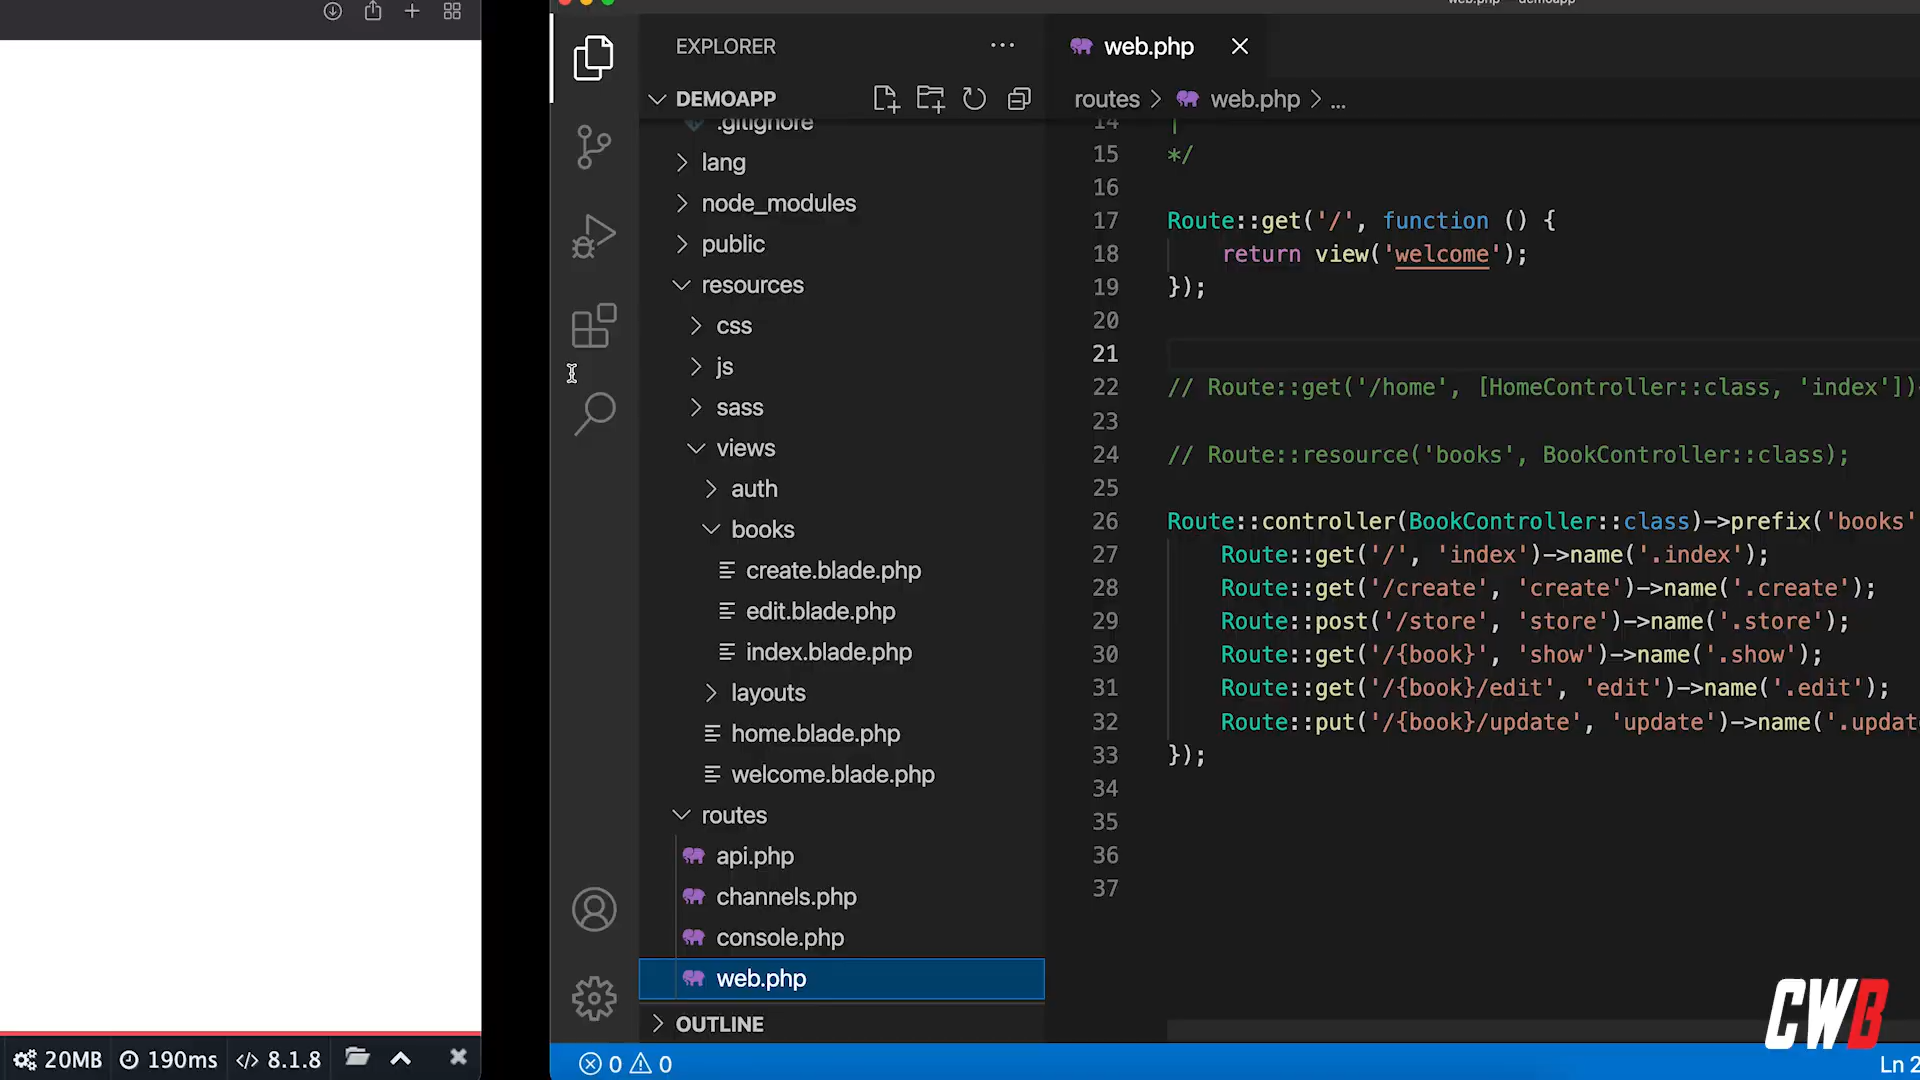 EXPLORER
DEMOAPP
.gitignore
lang
node_modules
public
resources
css
js
sass
views
auth
books
create.blade.php
edit.blade.php
index.blade.php
layouts
home.blade.php
welcome.blade.php
routes
api.php
channels.php
console.php
web.php
OUTLINE
web.php — demoapp
web.php
routes > web.php > ...
14 |
15 */
16
17 Route::get('/', function () {
18 return view('welcome');
19 });
20
21
22 // Route::get('/home', [HomeController::class, 'index'])
23
24 // Route::resource('books', BookController::class);
25
26 Route::controller(BookController::class)->prefix('books'
27 Route::get('/', 'index')->name('.index');
28 Route::get('/create', 'create')->name('.create');
29 Route::post('/store', 'store')->name('.store');
30 Route::get('/{book}', 'show')->name('.show');
31 Route::get('/{book}/edit', 'edit')->name('.edit');
32 Route::put('/{book}/update', 'update')->name('.updat
33 });
34
35
36
37
CWB
20MB 190ms </> 8.1.8
0 0
Ln 2